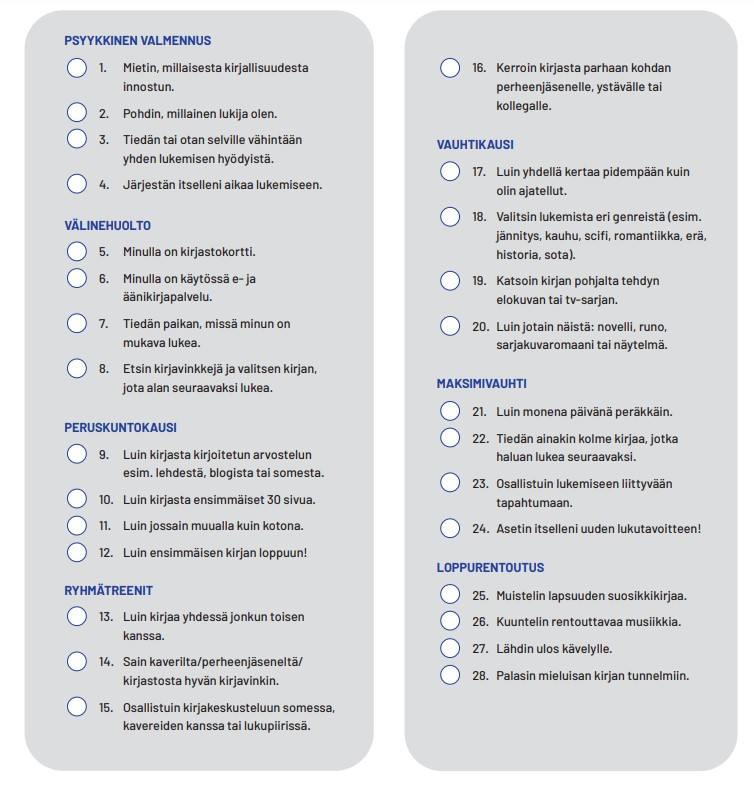 PSYYKKINEN VALMENNUS
1. Mietin, millaisesta kirjallisuudesta
innostun.
2. Pohdin, millainen lukija olen.
3. Tiedän tai otan selville vähintään
yhden lukemisen hyödyistä.
4. Järjestän itselleni aikaa lukemiseen.
VÄLINEHUOLTO
5. Minulla on kirjastokortti.
6. Minulla on käytössä e- ja
äänikirjapalvelu.
7. Tiedän paikan, missä minun on
mukava lukea.
8. Etsin kirjavinkkejä ja valitsen kirjan,
jota alan seuraavaksi lukea.
PERUSKUNTOKAUSI
9. Luin kirjasta kirjoitetun arvostelun
esim. lehdestä, blogista tai somesta.
10. Luin kirjasta ensimmäiset 30 sivua.
11. Luin jossain muualla kuin kotona.
12. Luin ensimmäisen kirjan loppuun!
RYHMÄTREENIT
13. Luin kirjaa yhdessä jonkun toisen
kanssa.
14. Sain kaverilta/perheenjäseneltä/
kirjastosta hyvän kirjavinkin.
15. Osallistuin kirjakeskusteluun somessa,
kavereiden kanssa tai lukupiirissä.
16. Kerroin kirjasta parhaan kohdan
perheenjäsenelle, ystävälle tai
kollegalle.
VAUHTIKAUSI
17. Luin yhdellä kertaa pidempään kuin
olin ajatellut.
18. Valitsin lukemista eri genreistä (esim.
jännitys, kauhu, scifi, romantiikka, erä,
historia, sota).
19. Katsoin kirjan pohjalta tehdyn
elokuvan tai tv-sarjan.
20. Luin jotain näistä: novelli, runo,
sarjakuvaromaani tai näytelmä.
MAKSIMIVAUHTI
21. Luin monena päivänä peräkkäin.
22. Tiedän ainakin kolme kirjaa, jotka
haluan lukea seuraavaksi.
23. Osallistuin lukemiseen liittyvään
tapahtumaan.
24. Asetin itselleni uuden lukutavoitteen!
LOPPURENTOUTUS
25. Muistelin lapsuuden suosikkikirjaa.
26. Kuuntelin rentouttavaa musiikkia.
27. Lähdin ulos kävelylle.
28. Palasin mieluisan kirjan tunnelmiin.